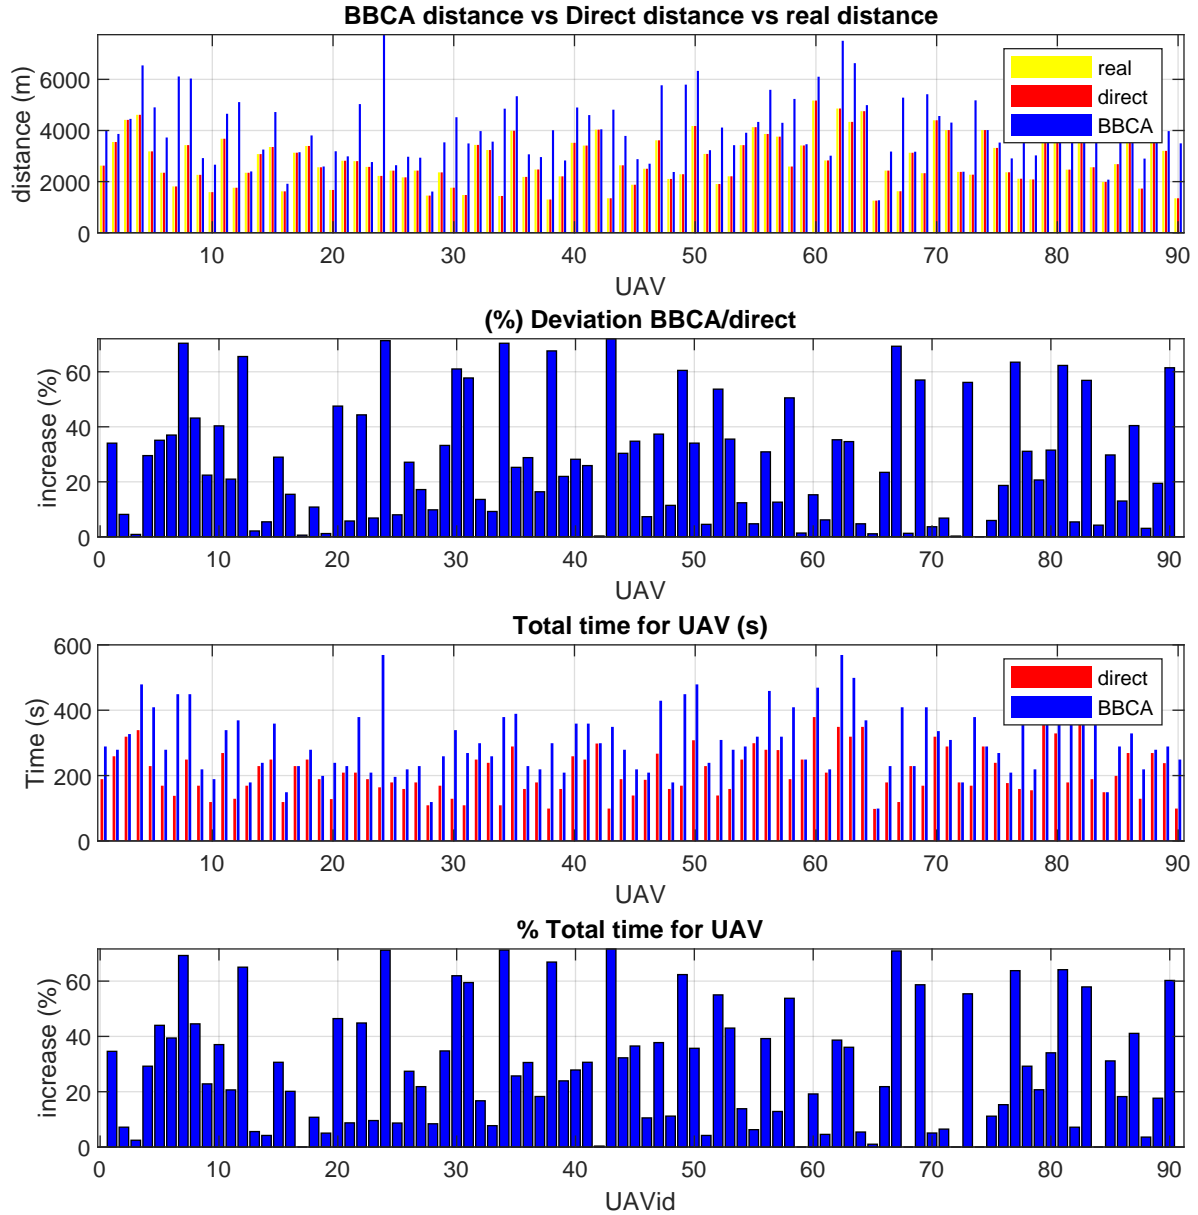 BBCA distance vs Direct distance vs real distance
distance (m)
6000
4000
2000
0
real
direct
BBCA
10 20 30 40 50 60 70 80 90
UAV
(%) Deviation BBCA/direct
increase (%)
60
40
20
0
0 10 20 30 40 50 60 70 80 90
UAV
Total time for UAV (s)
Time (s)
600
400
200
0
direct
BBCA
10 20 30 40 50 60 70 80 90
UAV
% Total time for UAV
increase (%)
60
40
20
0
0 10 20 30 40 50 60 70 80 90
UAVid